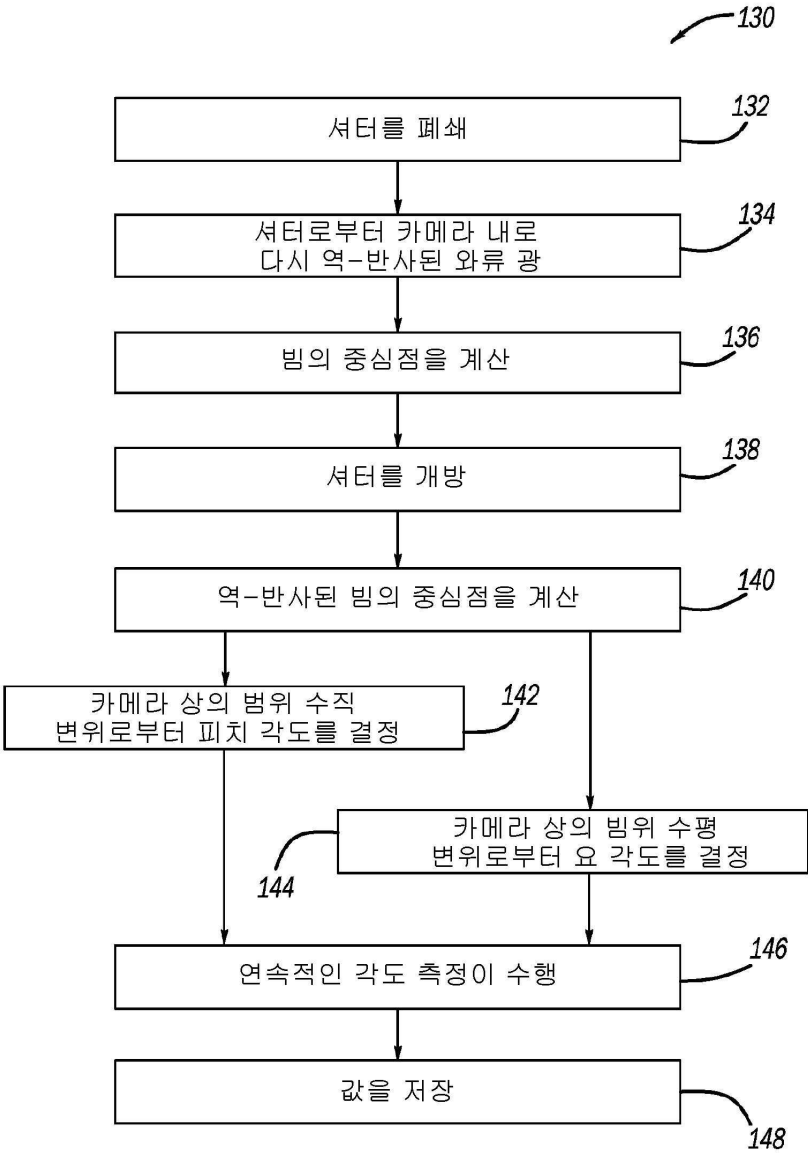 130
셔터를 폐쇄
132
셔터로부터 카메라 내로
다시 역-반사된 와류 광
134
빔의 중심점을 계산
136
셔터를 개방
138
역-반사된 빔의 중심점을 계산
140
카메라 상의 범위 수직
변위로부터 피치 각도를 결정
142
카메라 상의 빔위 수평
변위로부터 요 각도를 결정
144
연속적인 각도 측정이 수행
146
값을 저장
148